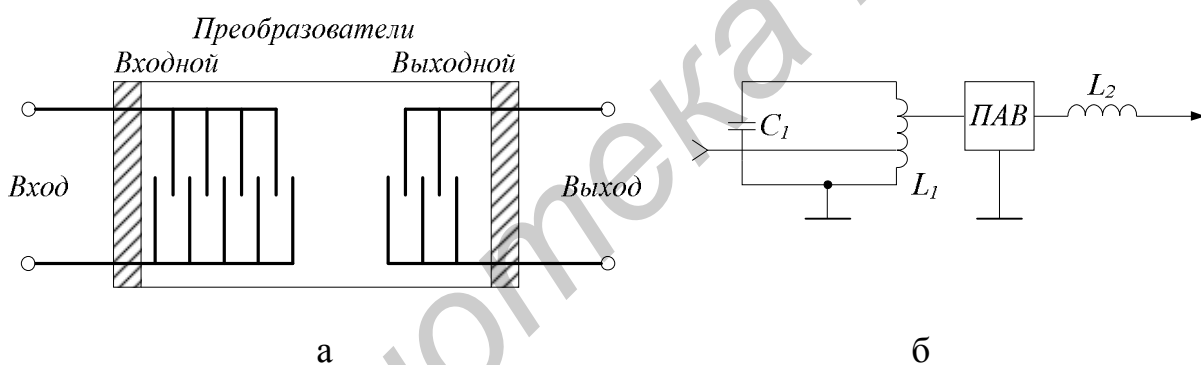 Преобразователи
Входной Выходной
Вход
Выход
C1
L1
ПАВ
L2
а
б